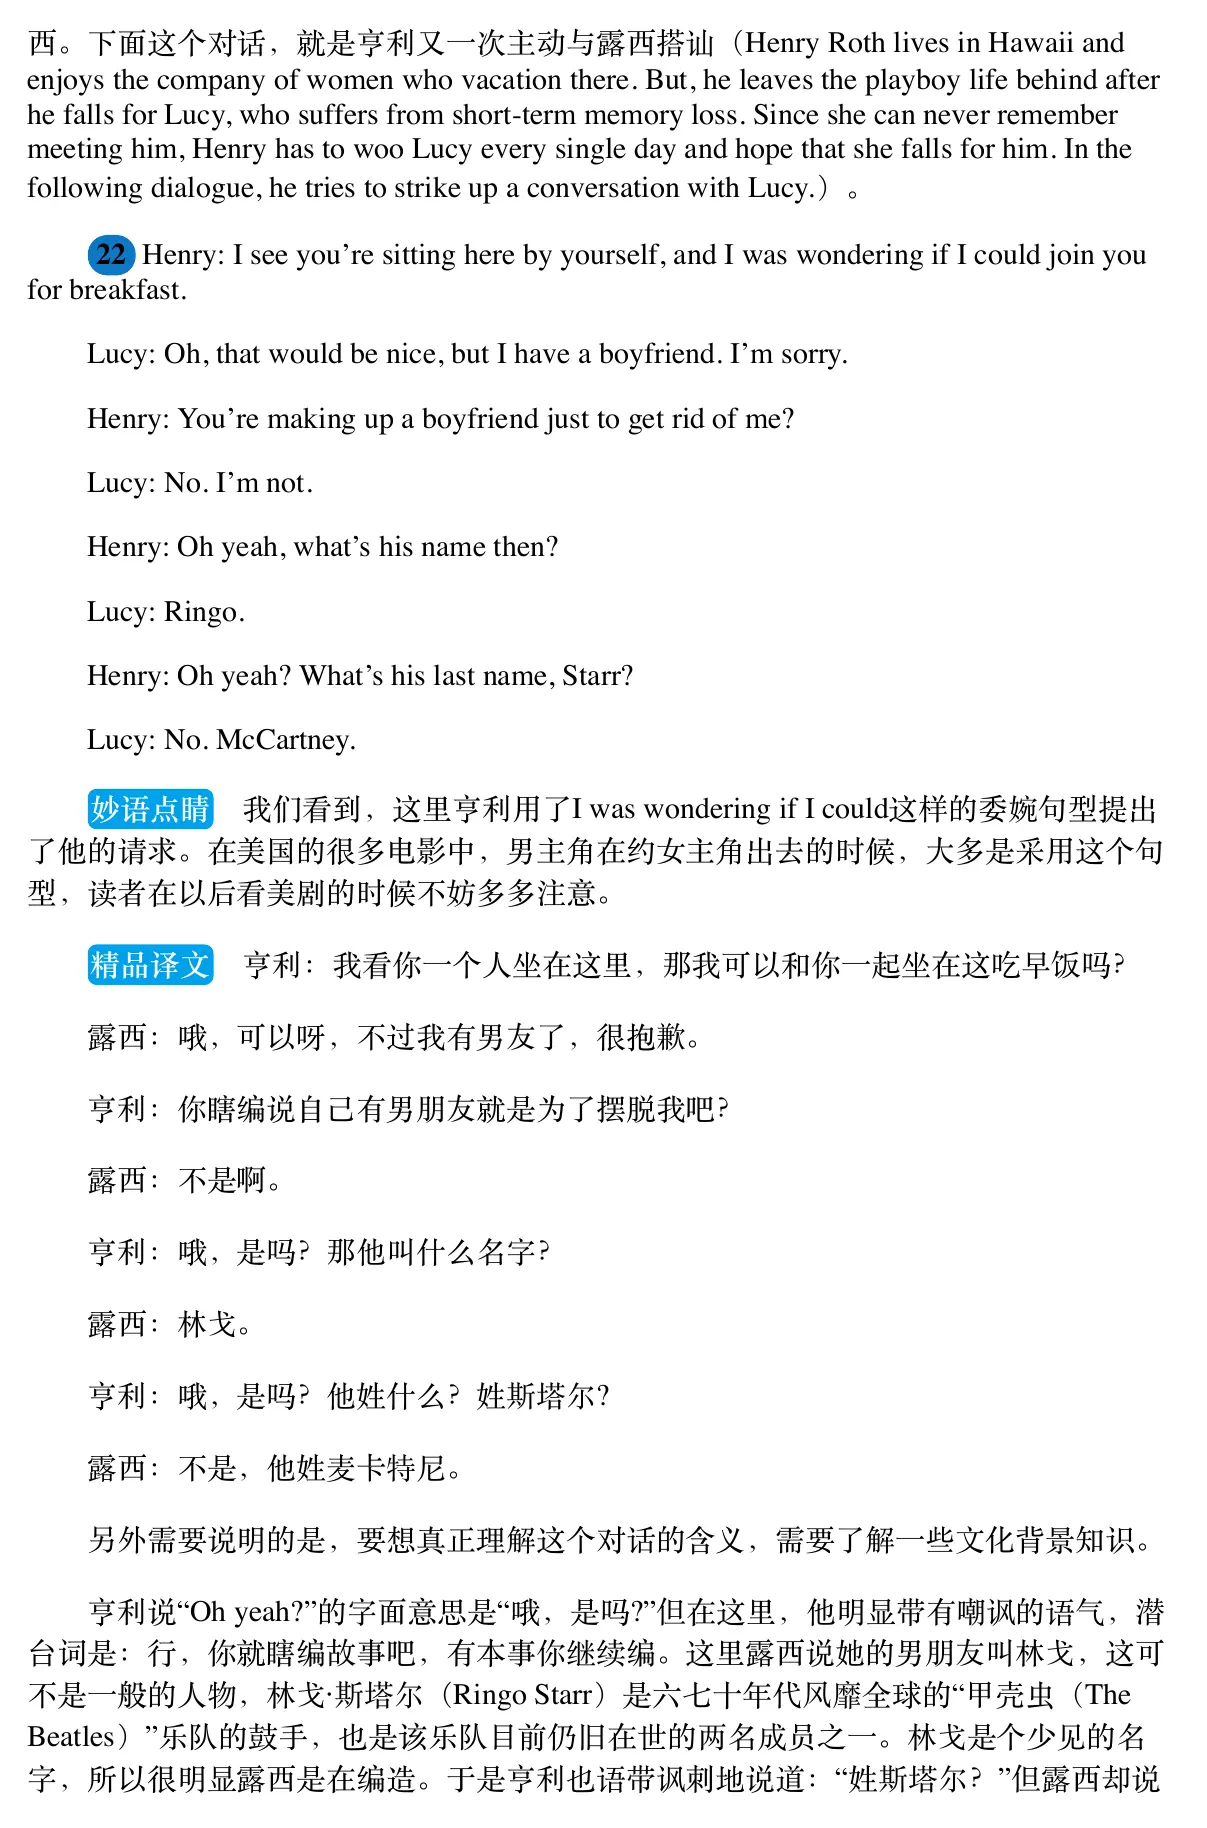 西。下面这个对话，就是亨利又一次主动与露西搭讪（Henry Roth lives in Hawaii and
enjoys the company of women who vacation there. But, he leaves the playboy life behind after
he falls for Lucy, who suffers from short-term memory loss. Since she can never remember
meeting him, Henry has to woo Lucy every single day and hope that she falls for him. In the
following dialogue, he tries to strike up a conversation with Lucy.）。
22 Henry: I see you’re sitting here by yourself, and I was wondering if I could join you
for breakfast.
Lucy: Oh, that would be nice, but I have a boyfriend. I’m sorry.
Henry: You’re making up a boyfriend just to get rid of me?
Lucy: No. I’m not.
Henry: Oh yeah, what’s his name then?
Lucy: Ringo.
Henry: Oh yeah? What’s his last name, Starr?
Lucy: No. McCartney.
妙语点睛 我们看到，这里亨利用了I was wondering if I could这样的委婉句型提出
了他的请求。在美国的很多电影中，男主角在约女主角出去的时候，大多是采用这个句
型，读者在以后看美剧的时候不妨多多注意。
精品译文 亨利：我看你一个人坐在这里，那我可以和你一起坐在这吃早饭吗？
露西：哦，可以呀，不过我有男友了，很抱歉。
亨利：你瞎编说自己有男朋友就是为了摆脱我吧？
露西：不是啊。
亨利：哦，是吗？那他叫什么名字？
露西：林戈。
亨利：哦，是吗？他姓什么？姓斯塔尔？
露西：不是，他姓麦卡特尼。
另外需要说明的是，要想真正理解这个对话的含义，需要了解一些文化背景知识。
亨利说“Oh yeah?”的字面意思是“哦，是吗?”但在这里，他明显带有嘲讽的语气，潜
台词是：行，你就瞎编故事吧，有本事你继续编。这里露西说她的男朋友叫林戈，这可
不是一般的人物，林戈·斯塔尔（Ringo Starr）是六七十年代风靡全球的“甲壳虫（The
Beatles）”乐队的鼓手，也是该乐队目前仍旧在世的两名成员之一。林戈是个少见的名
字，所以很明显露西是在编造。于是亨利也语带讽刺地说道：“姓斯塔尔？”但露西却说